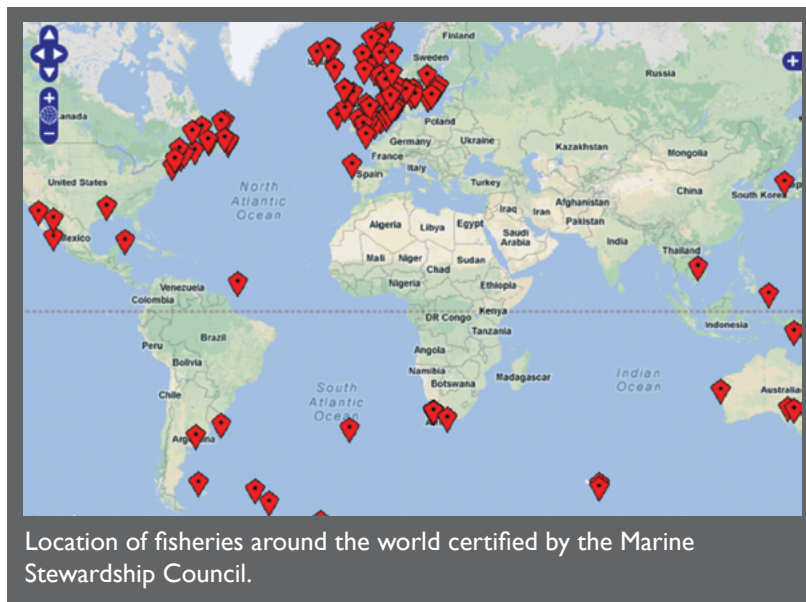 Finland
Sweden
Russia
Canada
Poland
Germany
Ukraine
France
Kazakhstan
Mongolia
United States
North
Atlantic
Ocean
Spain
Italy
Turkey
China
South Korea
Afghanistan
Iraq
Iran
Pakistan
Mexico
Algeria
Libya
Egypt
Saudi
Arabia
India
Mali
Niger
Chad
Sudan
Thailand
Venezuela
Colombia
Nigeria
Ethiopia
DR Congo
Kenya
Tanzania
Indonesia
Peru
Brazil
Bolivia
Angola
Namibia
Botswana
Madagascar
Chile
South
Atlantic
Ocean
Indian
Ocean
Australia
Argentina
Location of fisheries around the world certified by the Marine
Stewardship Council.